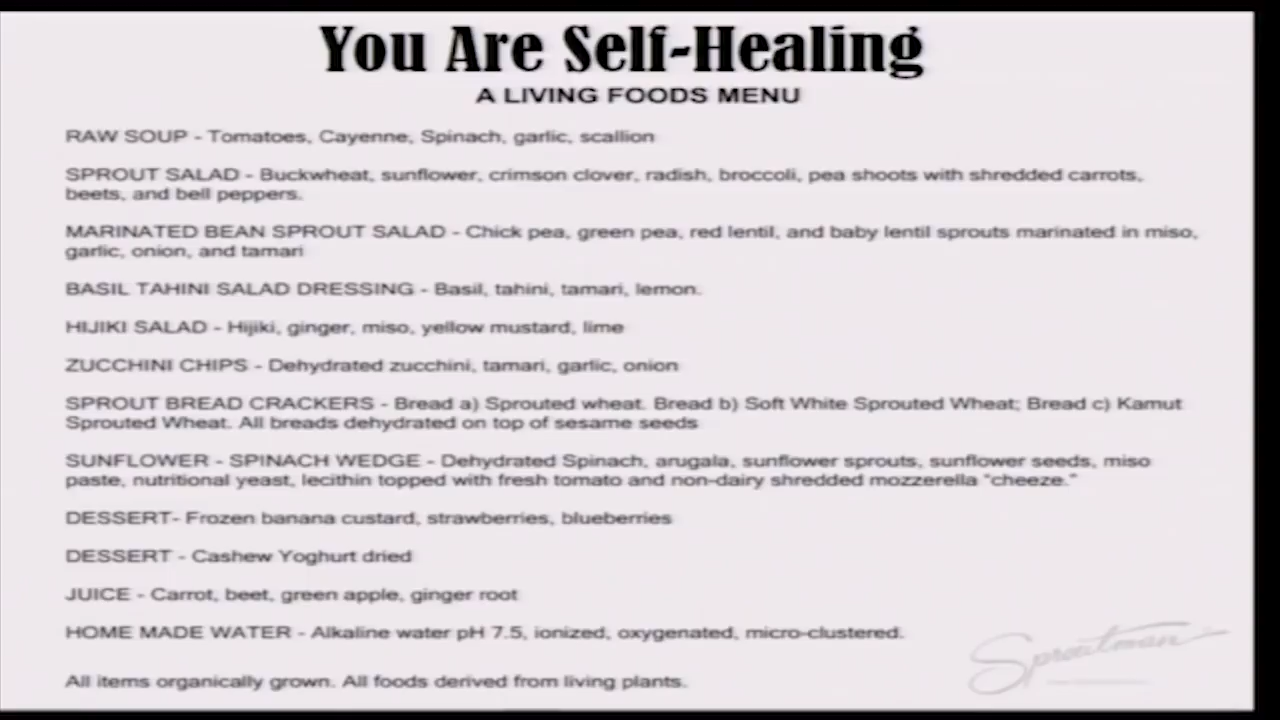 You Are Self-Healing
A LIVING FOODS MENU
RAW SOUP - Tomatoes, Cayenne, Spinach, garlic, scallion
SPROUT SALAD - Buckwheat, sunflower, crimson clover, radish, broccoli, pea shoots with shredded carrots,
beets, and bell peppers.
MARINATED BEAN SPROUT SALAD - Chick pea, green pea, red lentil, and baby lentil sprouts marinated in miso,
garlic, onion, and tamari
BASIL TAHINI SALAD DRESSING - Basil, tahini, tamari, lemon.
HIJIKI SALAD - Hijiki, ginger, miso, yellow mustard, lime
ZUCCHINI CHIPS - Dehydrated zucchini, tamari, garlic, onion
SPROUT BREAD CRACKERS - Bread a) Sprouted wheat. Bread b) Soft White Sprouted Wheat; Bread c) Kamut
Sprouted Wheat. All breads dehydrated on top of sesame seeds
SUNFLOWER - SPINACH WEDGE - Dehydrated Spinach, arugala, sunflower sprouts, sunflower seeds, miso
paste, nutritional yeast, lecithin topped with fresh tomato and non-dairy shredded mozzerella "cheeze."
DESSERT- Frozen banana custard, strawberries, blueberries
DESSERT - Cashew Yoghurt dried
JUICE - Carrot, beet, green apple, ginger root
HOME MADE WATER - Alkaline water pH 7.5, ionized, oxygenated, micro-clustered.
Sproutman
All items organically grown. All foods derived from living plants.